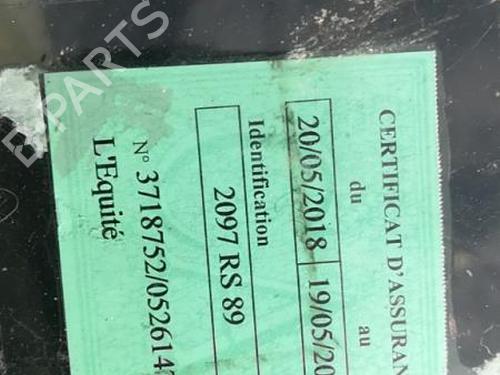 CERTIFICAT D'ASSURAN
du au
20/05/2018 19/05/20
Identification
2097 RS 89
N° 3718752/052614
L'Equité
B-PARTS